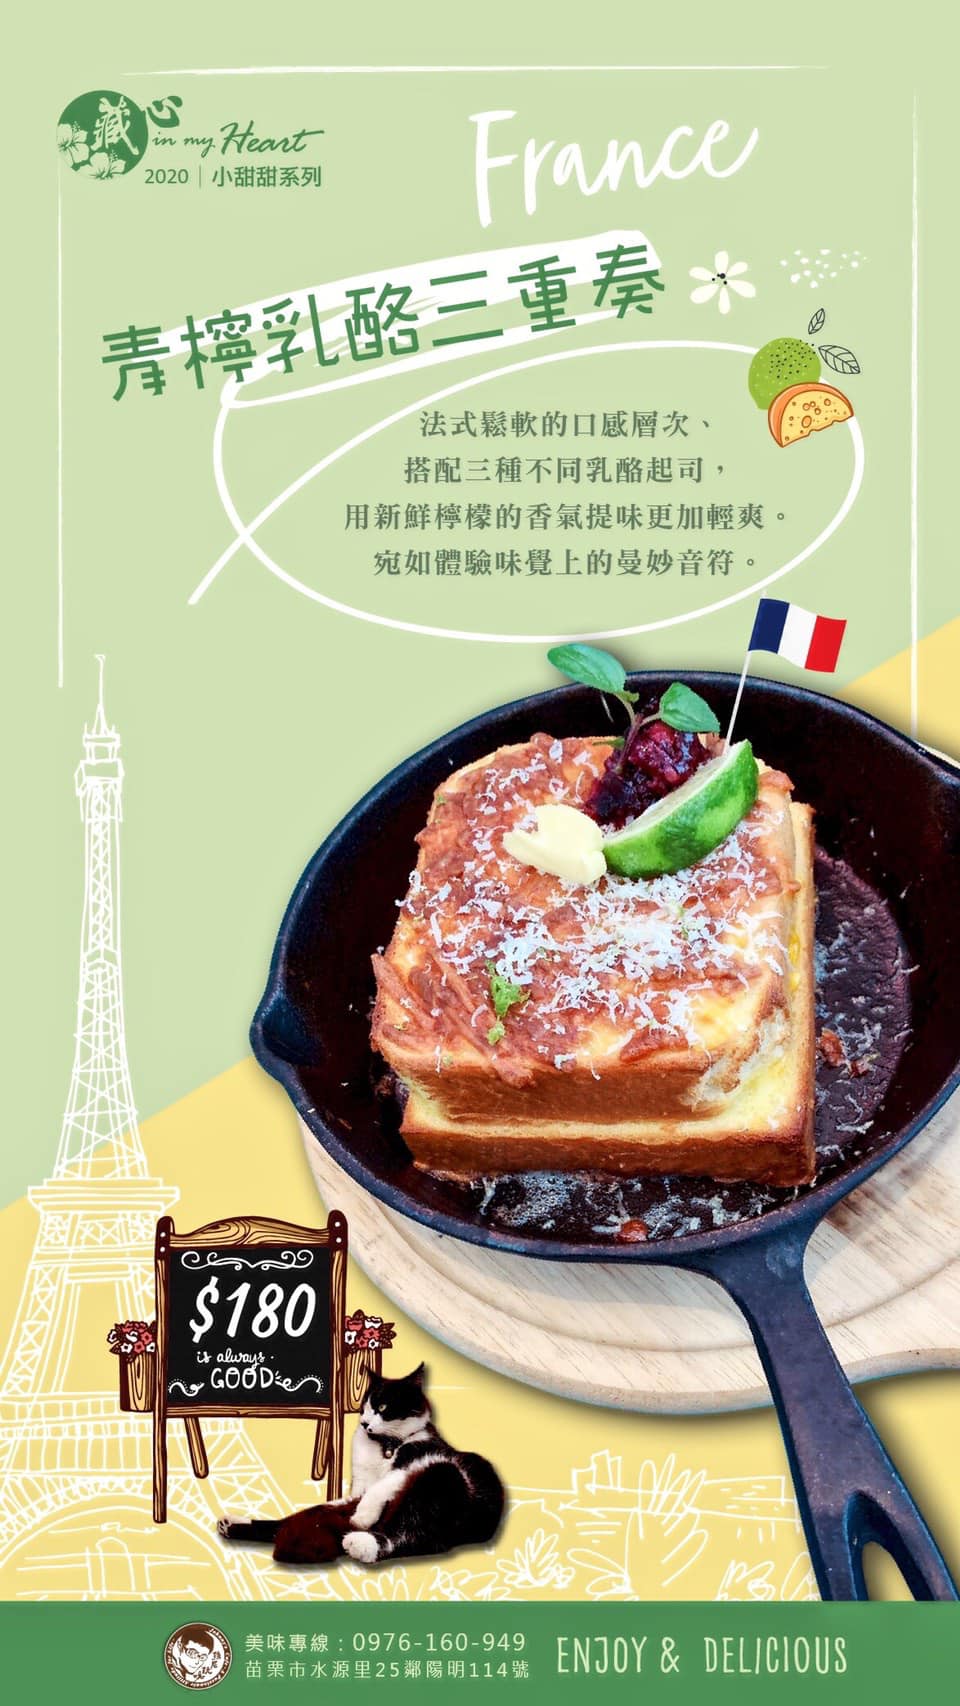 藏心 in my Heart
2020｜小甜甜系列
France
青檸乳酪三重奏
法式鬆軟的口感層次、
搭配三種不同乳酪起司，
用新鮮檸檬的香氣提味更加輕爽。
宛如體驗味覺上的曼妙音符。
$180
is always
GOOD
美味專線：0976-160-949
苗栗市水源里25鄰陽明114號
ENJOY & DELICIOUS